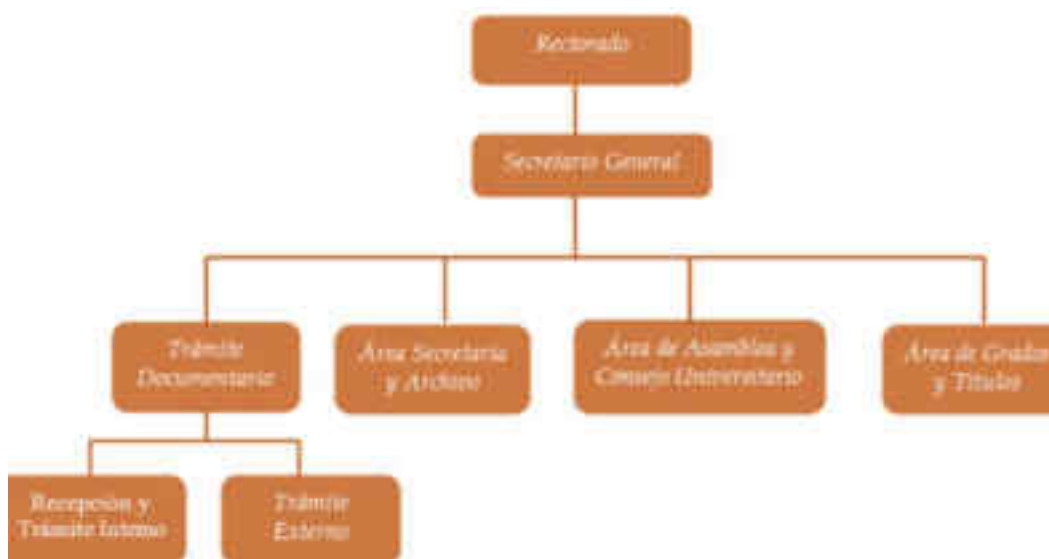 Rectorado
Secretario General
Trámite
Documentario
Área Secretaria
y Archivo
Área de Asamblea y
Consejo Universitario
Área de Grados
y Títulos
Recepción y
Trámite Interno
Trámite
Externo